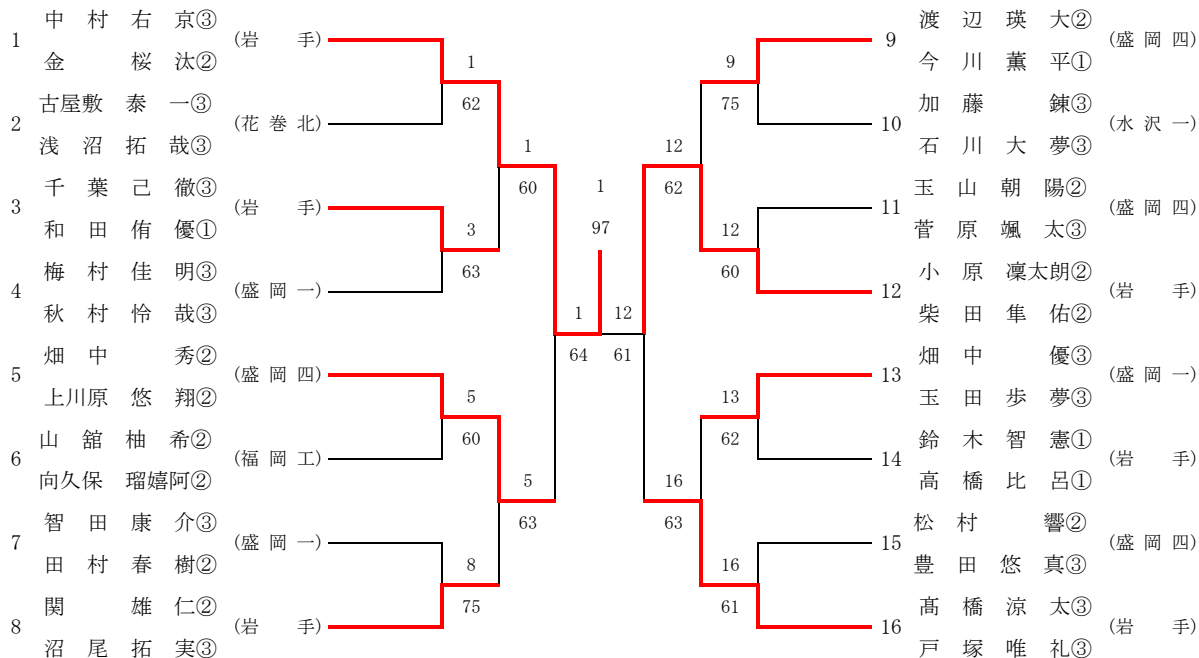 1 中村右京③ (岩手)
金桜汰②
2 古屋敷泰一③ (花巻北)
浅沼拓哉③
3 千葉己徹③ (岩手)
和田侑優①
4 梅村佳明③ (盛岡一)
秋村怜哉③
5 畑中秀② (盛岡四)
上川原悠翔②
6 山舘柚希② (福岡工)
向久保瑠嬉阿②
7 智田康介③ (盛岡一)
田村春樹②
8 関雄仁② (岩手)
沼尾拓実③
1
62
3
63
5
60
8
75
1
60
5
63
1
64
1
97
12
61
12
62
16
63
9
75
12
60
13
62
16
61
9 渡辺瑛大② (盛岡四)
今川薫平①
10 加藤錬③ (水沢一)
石川大夢③
11 玉山朝陽② (盛岡四)
菅原颯太③
12 小原凜太朗② (岩手)
柴田隼佑②
13 畑中優③ (盛岡一)
玉田歩夢③
14 鈴木智憲① (岩手)
高橋比呂①
15 松村響② (盛岡四)
豊田悠真③
16 髙橋涼太③ (岩手)
戸塚唯礼③